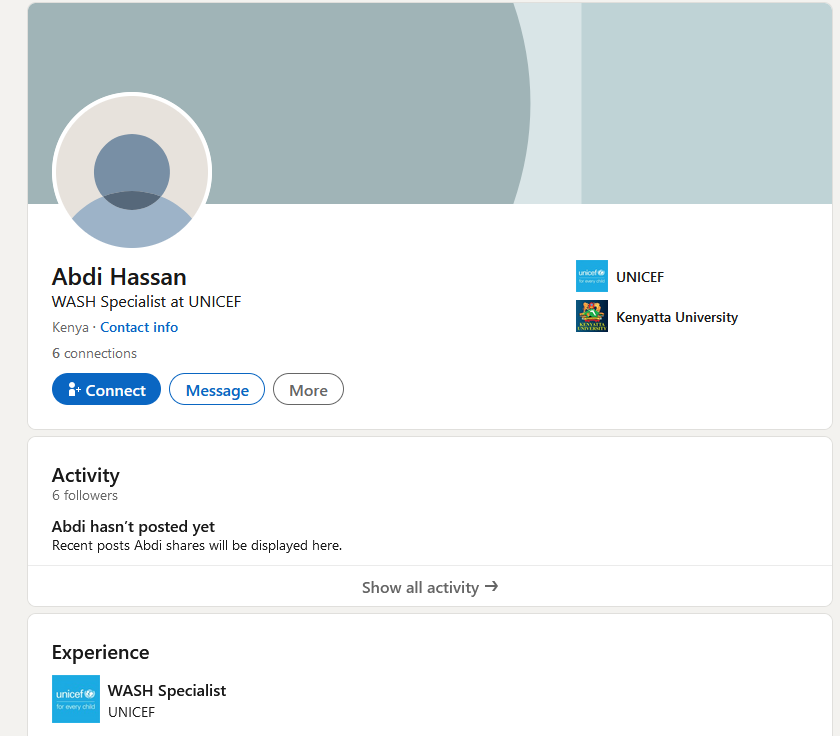 unicef
for every child
UNICEF
KENYATTA
UNIVERSITY
Kenyatta University
Abdi Hassan
WASH Specialist at UNICEF
Kenya · Contact info
6 connections
Connect
Message
More
Activity
6 followers
Abdi hasn’t posted yet
Recent posts Abdi shares will be displayed here.
Show all activity →
Experience
unicef
for every child
WASH Specialist
UNICEF